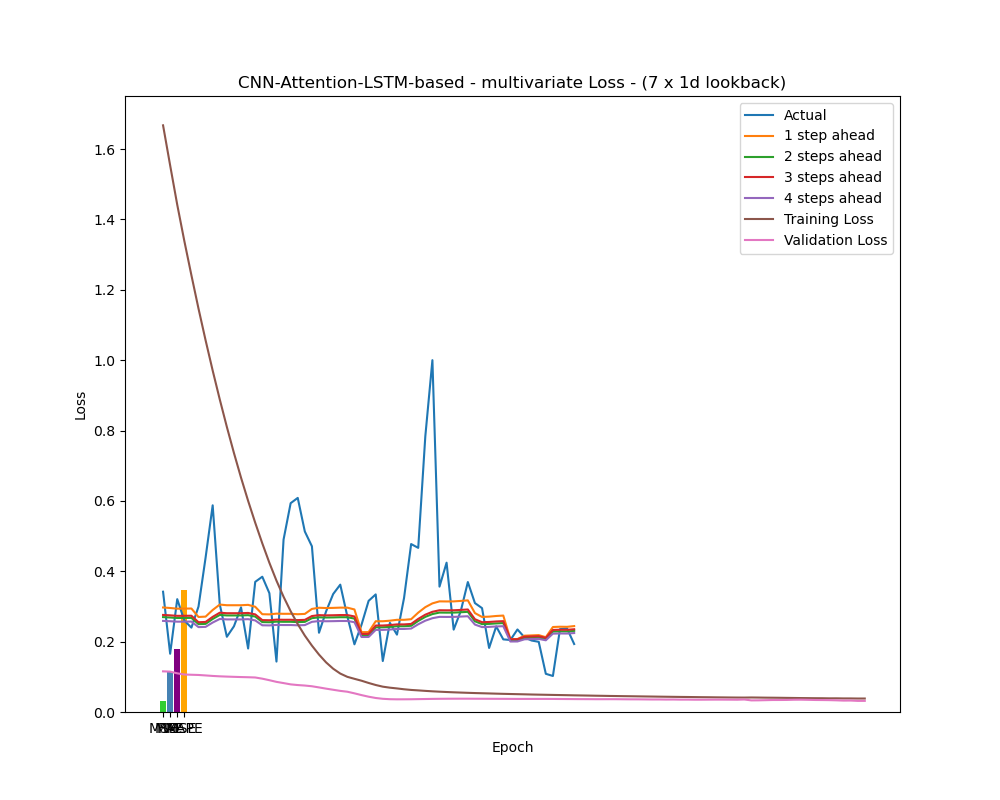 CNN-Attention-LSTM-based - multivariate Loss - (7 x 1d lookback)
Actual
1 step ahead
2 steps ahead
3 steps ahead
4 steps ahead
Training Loss
Validation Loss
1.6
1.4
1.2
1.0
0.8
0.6
0.4
0.2
0.0
Loss
Epoch